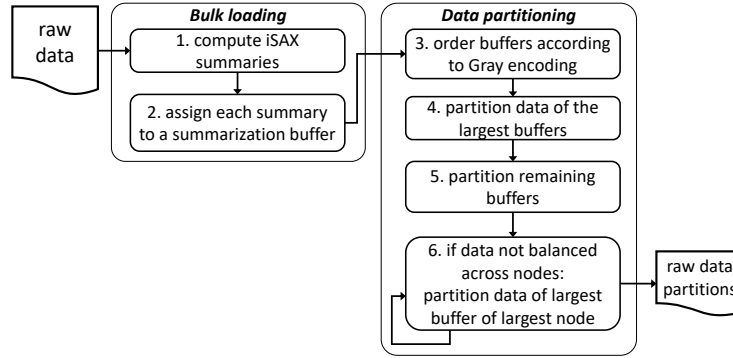 raw
data
Bulk loading
1. compute iSAX
summaries
2. assign each summary
to a summarization buffer
Data partitioning
3. order buffers according
to Gray encoding
4. partition data of the
largest buffers
5. partition remaining
buffers
6. if data not balanced
across nodes:
partition data of largest
buffer of largest node
raw data
partitions